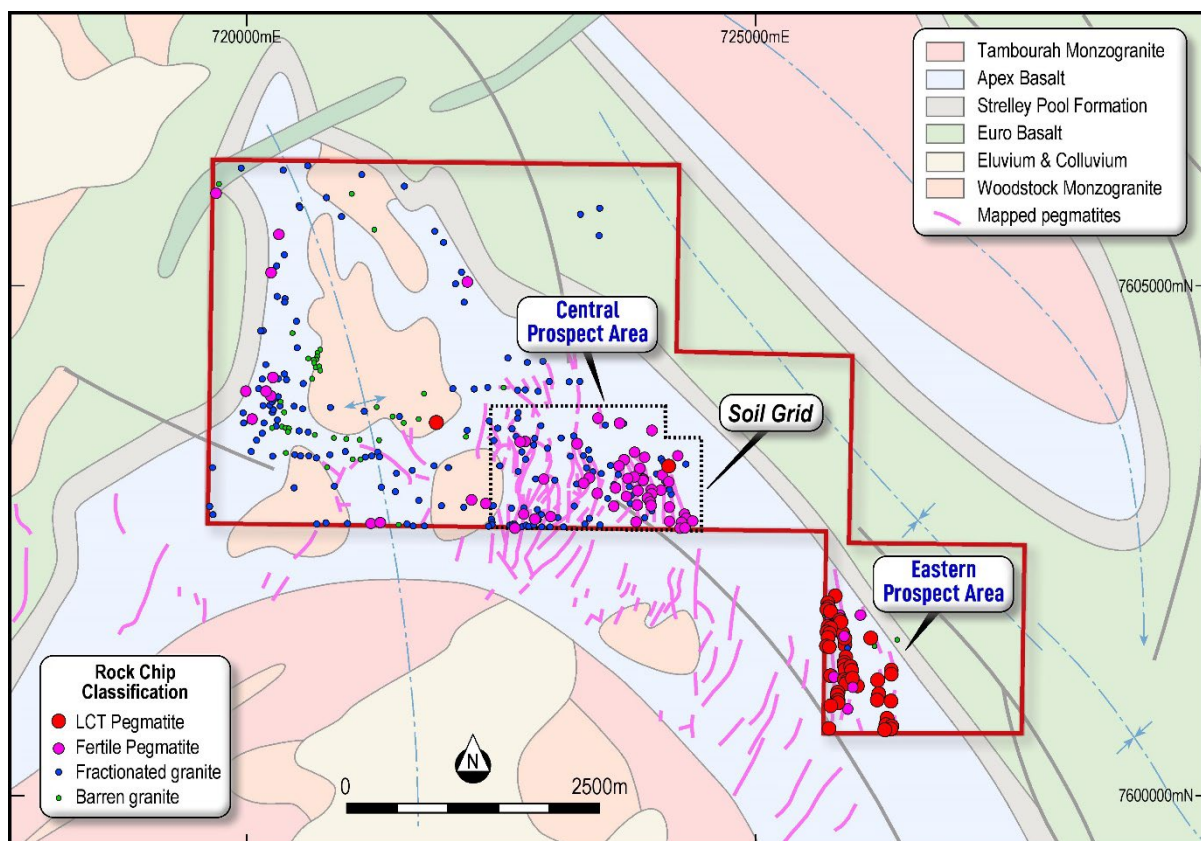 720000mE
725000mE
Tambourah Monzogranite
Apex Basalt
Strelley Pool Formation
Euro Basalt
Eluvium & Colluvium
Woodstock Monzogranite
Mapped pegmatites
7605000mN
Central
Prospect Area
Soil Grid
Eastern
Prospect Area
Rock Chip
Classification
LCT Pegmatite
Fertile Pegmatite
Fractionated granite
Barren granite
N
0
2500m
7600000mN